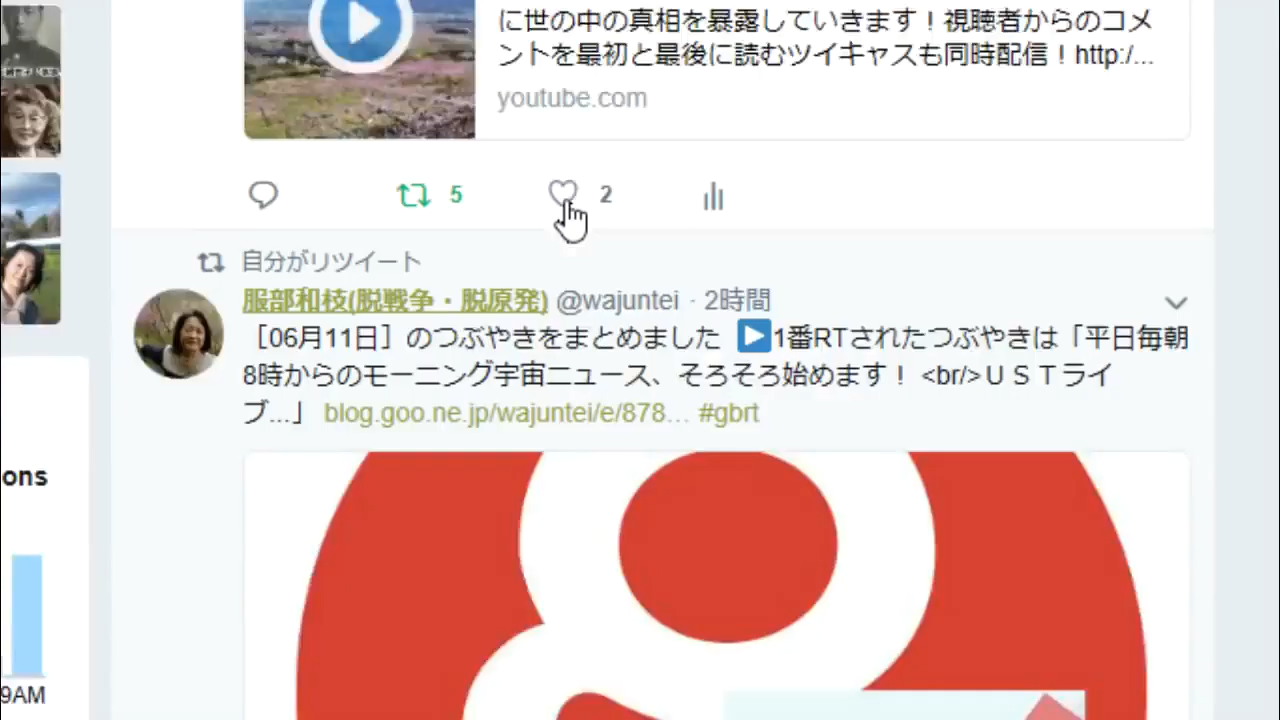 に世の中の真相を暴露していきます！視聴者からのコメ
ントを最初と最後に読むツイキャスも同時配信！http:/...
youtube.com
5
2
自分がリツイート
服部和枝(脱戦争・脱原発) @wajuntei · 2時間
［06月11日］のつぶやきをまとめました ▶1番RTされたつぶやきは「平日毎朝
8時からのモーニング宇宙ニュース、そろそろ始めます！ <br/>ＵＳＴライ
ブ...」 blog.goo.ne.jp/wajuntei/e/878... #gbrt
ons
9AM